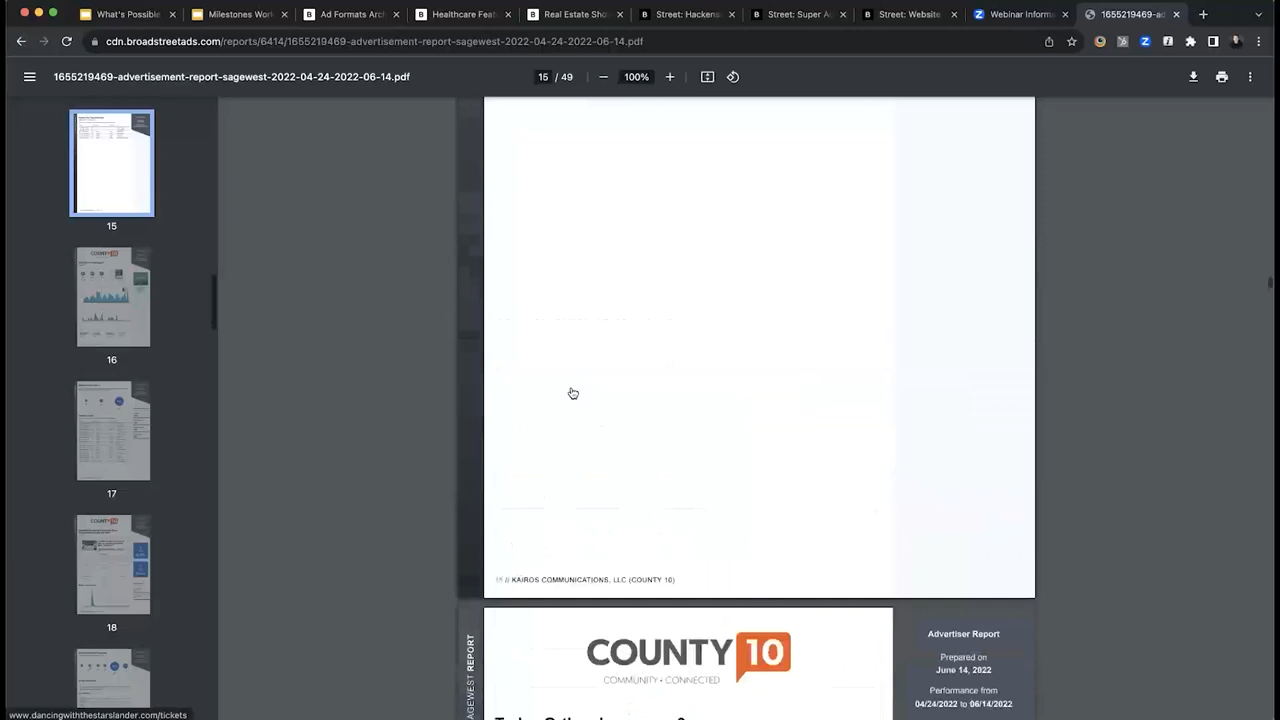 What's Possible
Milestones Wor
Ad Formats Arc
Healthcare Feat
Real Estate Sho
Street: Hackens
Street: Super A
Street: Website
Webinar Inform
1655219469-ad
cdn.broadstreetads.com/reports/6414/1655219469-advertisement-report-sagewest-2022-04-24-2022-06-14.pdf
1655219469-advertisement-report-sagewest-2022-04-24-2022-06-14.pdf
15 / 49
100%
15
16
17
18
15 // KAIROS COMMUNICATIONS, LLC (COUNTY 10)
COUNTY 10
COMMUNITY • CONNECTED
AGEWEST REPORT
Advertiser Report
Prepared on
June 14, 2022
Performance from
04/24/2022 to 06/14/2022
www.dancingwiththestarslander.com/tickets